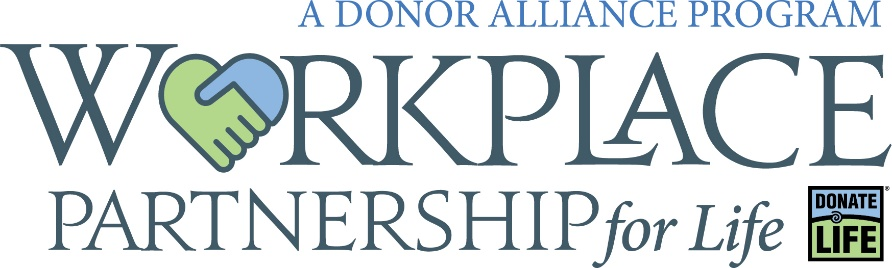 A DONOR ALLIANCE PROGRAM
WORKPLACE
PARTNERSHIP for Life
DONATE
LIFE
®